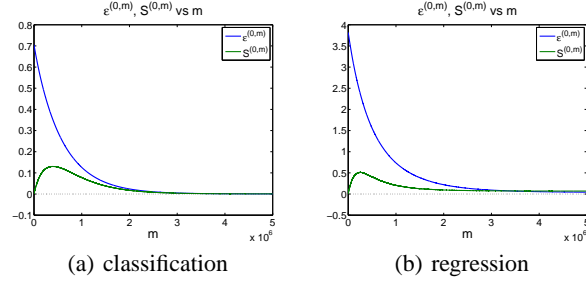 ε^(0,m), S^(0,m) vs m
0.8
0.7
0.6
0.5
0.4
0.3
0.2
0.1
0
−0.1
0
1
2
3
4
5
x 10^6
m
ε^(0,m)
S^(0,m)
(a) classification
ε^(0,m), S^(0,m) vs m
4
3.5
3
2.5
2
1.5
1
0.5
0
−0.5
0
1
2
3
4
5
x 10^6
m
ε^(0,m)
S^(0,m)
(b) regression